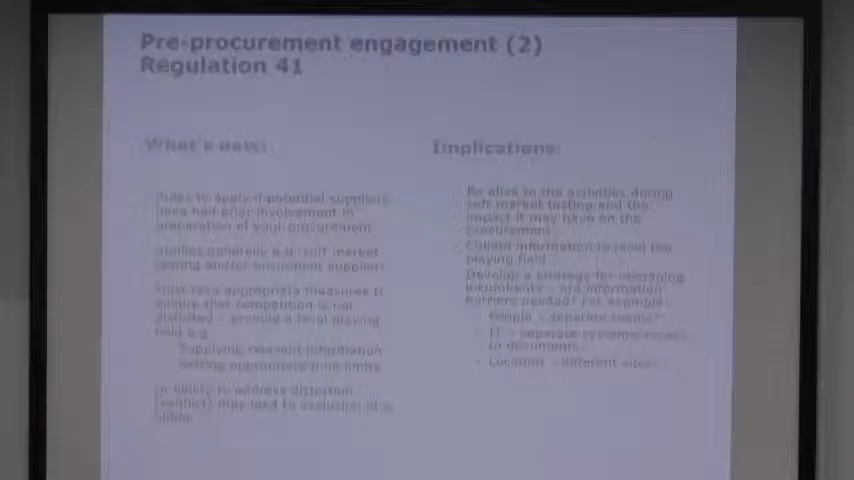 Pre-procurement engagement (2)
Regulation 41
What's new:
Rules to apply if potential suppliers
have had prior involvement in
preparation of your procurement
Applies generally e.g. soft market
testing and/or incumbent suppliers
Must take appropriate measures to
ensure that competition is not
distorted – provide a level playing
field e.g.
Supplying relevant information
Setting appropriate time limits
In ability to address distortion
(conflict) may lead to exclusion of a
bidder
Implications:
Be alive to the activities during
soft market testing and the
impact it may have on the
procurement
Collate information to level the
playing field
Develop a strategy for managing
incumbents – are information
barriers needed? For example:
People – separate teams?
IT – separate systems/access
to documents
Location – different sites?